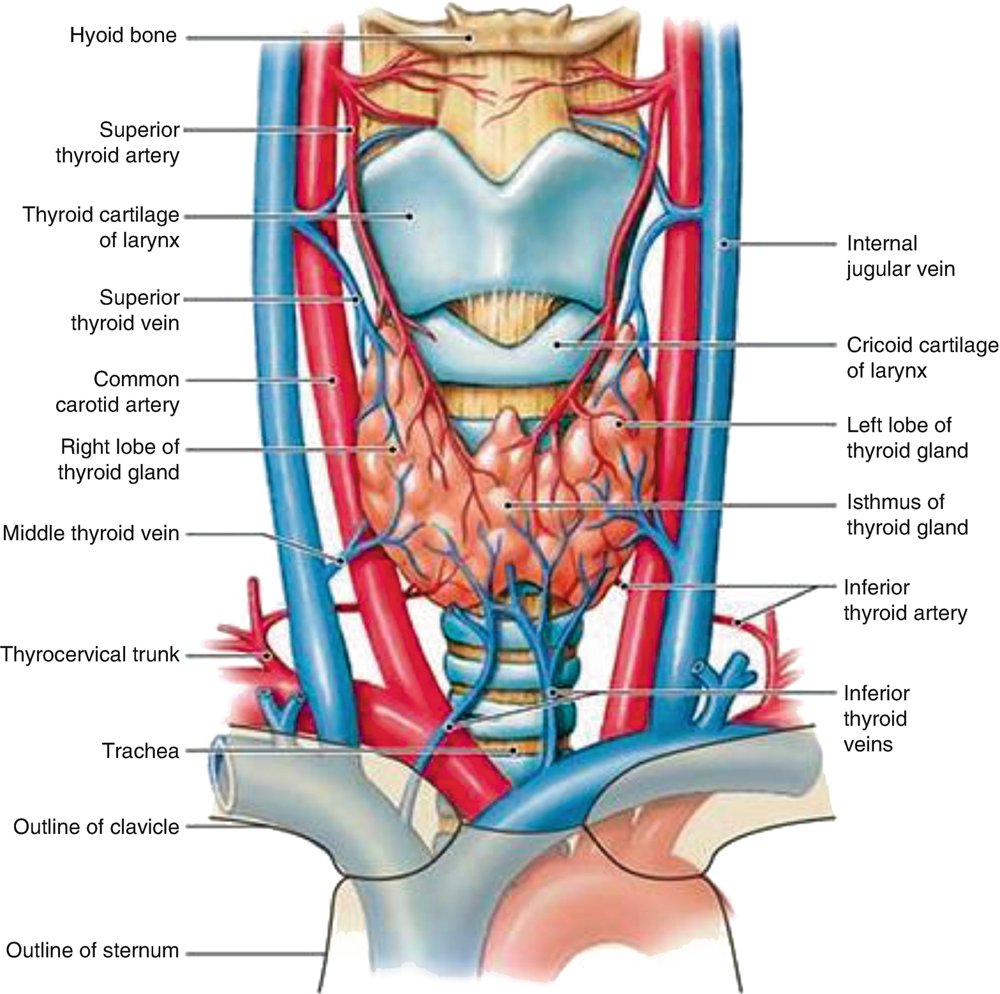 Hyoid bone
Superior
thyroid artery
Thyroid cartilage
of larynx
Superior
thyroid vein
Common
carotid artery
Right lobe of
thyroid gland
Middle thyroid vein
Thyrocervical trunk
Trachea
Outline of clavicle
Outline of sternum
Internal
jugular vein
Cricoid cartilage
of larynx
Left lobe of
thyroid gland
Isthmus of
thyroid gland
Inferior
thyroid artery
Inferior
thyroid
veins